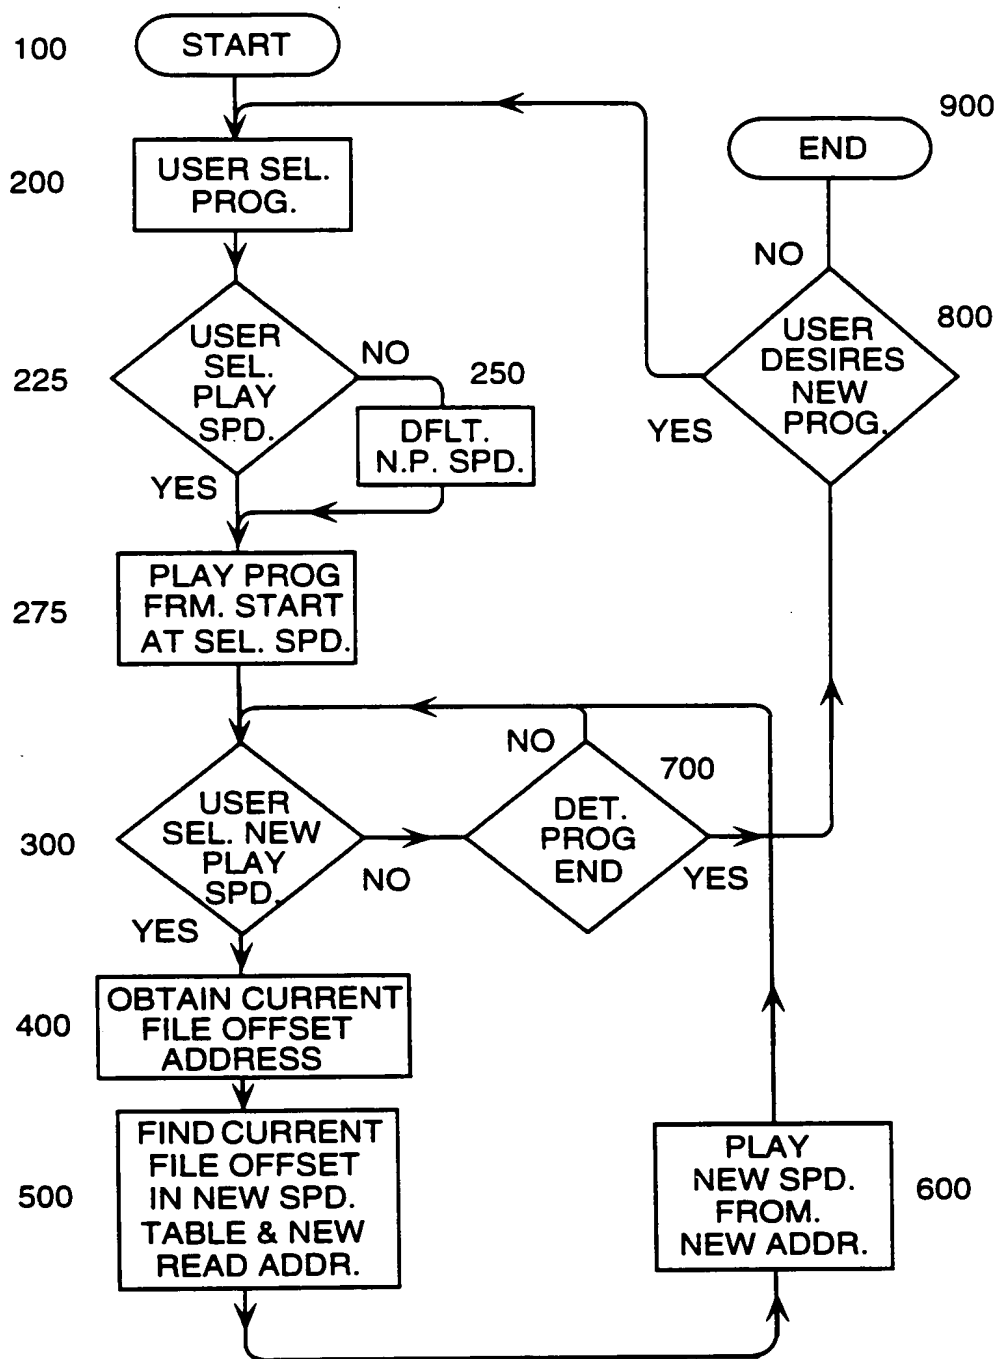 100
START
900
END
200
USER SEL.
PROG.
NO
800
USER
DESIRES
NEW
PROG.
YES
225
USER
SEL.
PLAY
SPD.
NO
250
DFLT.
N.P. SPD.
YES
275
PLAY PROG
FRM. START
AT SEL. SPD.
300
USER
SEL. NEW
PLAY
SPD.
NO
YES
NO
700
DET.
PROG
END
YES
400
OBTAIN CURRENT
FILE OFFSET
ADDRESS
500
FIND CURRENT
FILE OFFSET
IN NEW SPD.
TABLE & NEW
READ ADDR.
PLAY
NEW SPD.
FROM.
NEW ADDR.
600